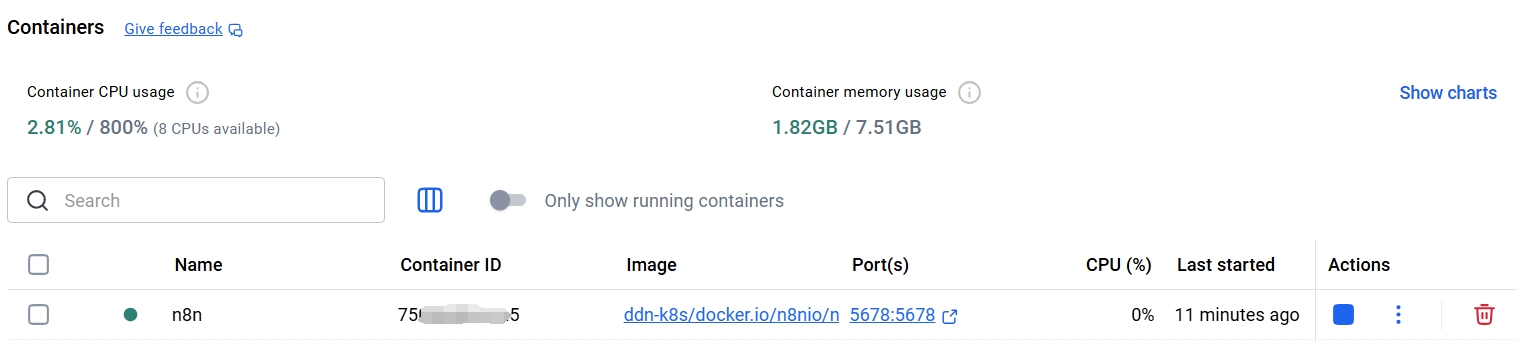 Containers Give feedback
Container CPU usage Container memory usage Show charts
2.81% / 800% (8 CPUs available) 1.82GB / 7.51GB
Search Only show running containers
Name Container ID Image Port(s) CPU (%) Last started Actions
n8n 75 5 ddn-k8s/docker.io/n8nio/n 5678:5678 0% 11 minutes ago